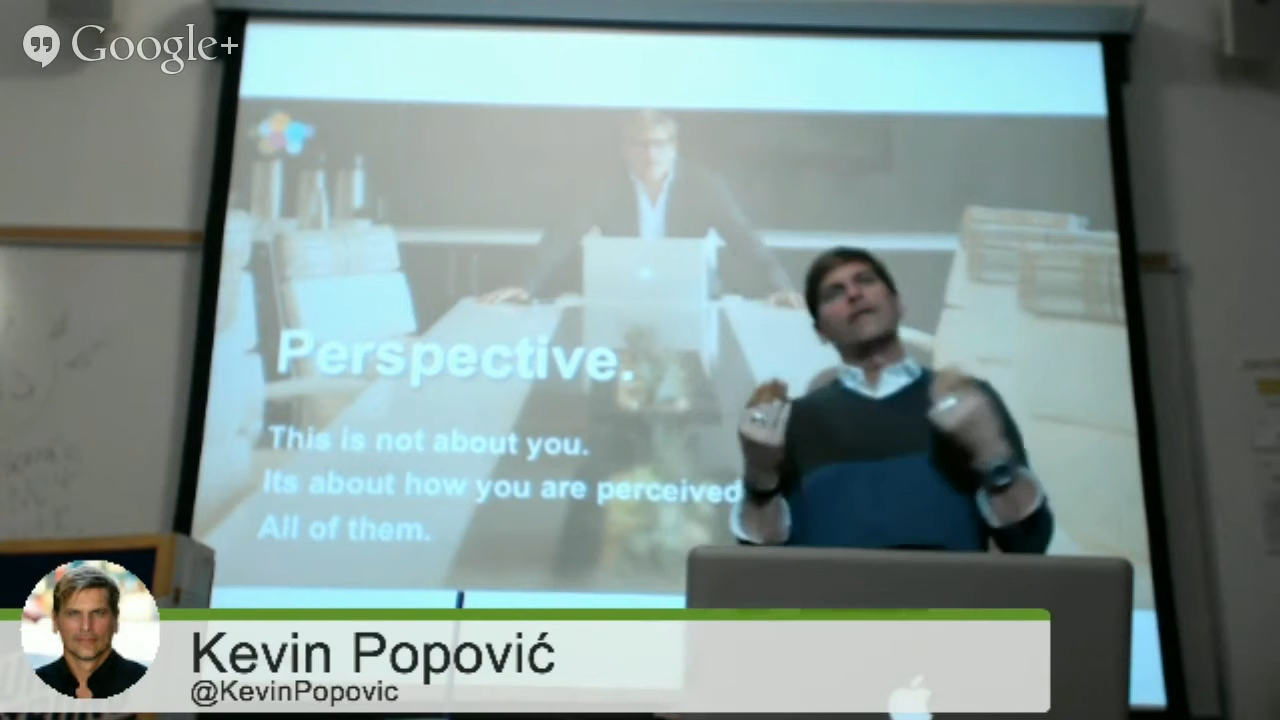 Google+
Perspective.
This is not about you.
Its about how you are perceived
All of them.
Kevin Popović
@KevinPopovic